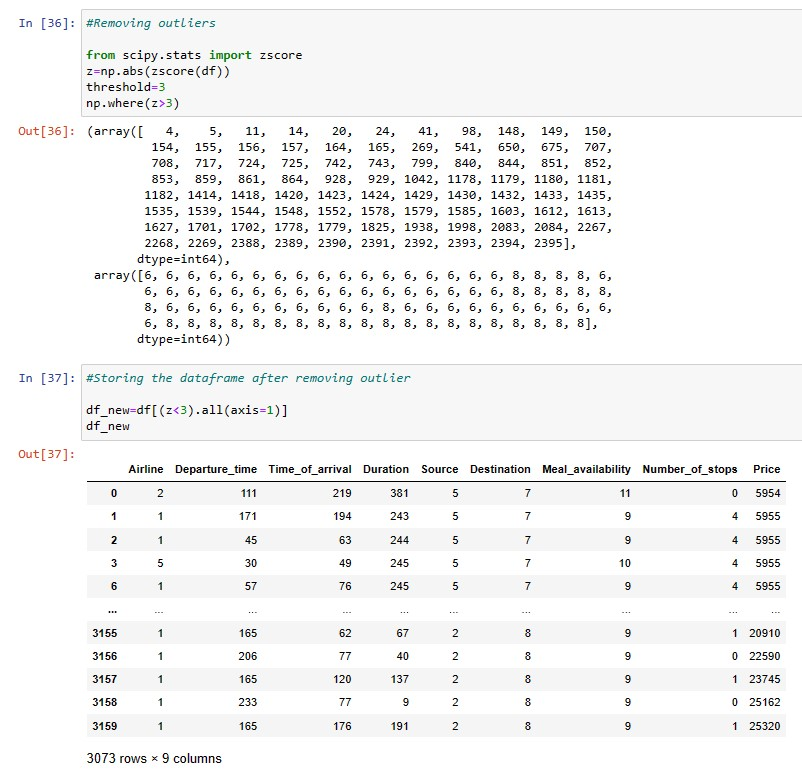 In [36]: #Removing outliers
from scipy.stats import zscore
z=np.abs(zscore(df))
threshold=3
np.where(z>3)
Out[36]: (array([   4,    5,   11,   14,   20,   24,   41,   98,  148,  149,  150,
154,  155,  156,  157,  164,  165,  269,  541,  650,  675,  707,
708,  717,  724,  725,  742,  743,  799,  840,  844,  851,  852,
853,  859,  861,  864,  928,  929, 1042, 1178, 1179, 1180, 1181,
1182, 1414, 1418, 1420, 1423, 1424, 1429, 1430, 1432, 1433, 1435,
1535, 1539, 1544, 1548, 1552, 1578, 1579, 1585, 1603, 1612, 1613,
1627, 1701, 1702, 1778, 1779, 1825, 1938, 1998, 2083, 2084, 2267,
2268, 2269, 2388, 2389, 2390, 2391, 2392, 2393, 2394, 2395],
dtype=int64),
array([6, 6, 6, 6, 6, 6, 6, 6, 6, 6, 6, 6, 6, 6, 6, 6, 6, 8, 8, 8, 8, 6,
6, 6, 6, 6, 6, 6, 6, 6, 6, 6, 6, 6, 6, 6, 6, 8, 8, 8, 8, 8,
8, 6, 6, 6, 6, 6, 6, 6, 6, 6, 6, 8, 6, 6, 6, 6, 6, 6, 6, 6, 6, 6,
6, 8, 8, 8, 8, 8, 8, 8, 8, 8, 8, 8, 8, 8, 8, 8, 8, 8, 8, 8, 8],
dtype=int64))
In [37]: #Storing the dataframe after removing outlier
df_new=df[(z<3).all(axis=1)]
df_new
Out[37]:
Airline Departure_time Time_of_arrival Duration Source Destination Meal_availability Number_of_stops Price
0 2 111 219 381 5 7 11 0 5954
1 1 171 194 243 5 7 9 4 5955
2 1 45 63 244 5 7 9 4 5955
3 5 30 49 245 5 7 10 4 5955
6 1 57 76 245 5 7 9 4 5955
... ... ... ... ... ... ... ... ... ...
3155 1 165 62 67 2 8 9 1 20910
3156 1 206 77 40 2 8 9 0 22590
3157 1 165 120 137 2 8 9 1 23745
3158 1 233 77 9 2 8 9 0 25162
3159 1 165 176 191 2 8 9 1 25320
3073 rows × 9 columns